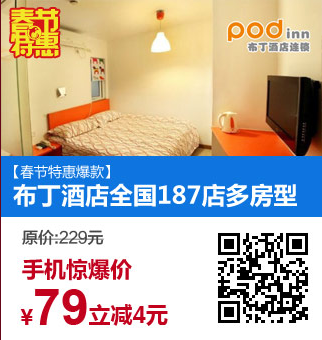 春节
特惠
pod inn
布丁酒店连锁
【春节特惠爆款】
布丁酒店全国187店多房型
原价:229元
手机惊爆价
¥79立减4元